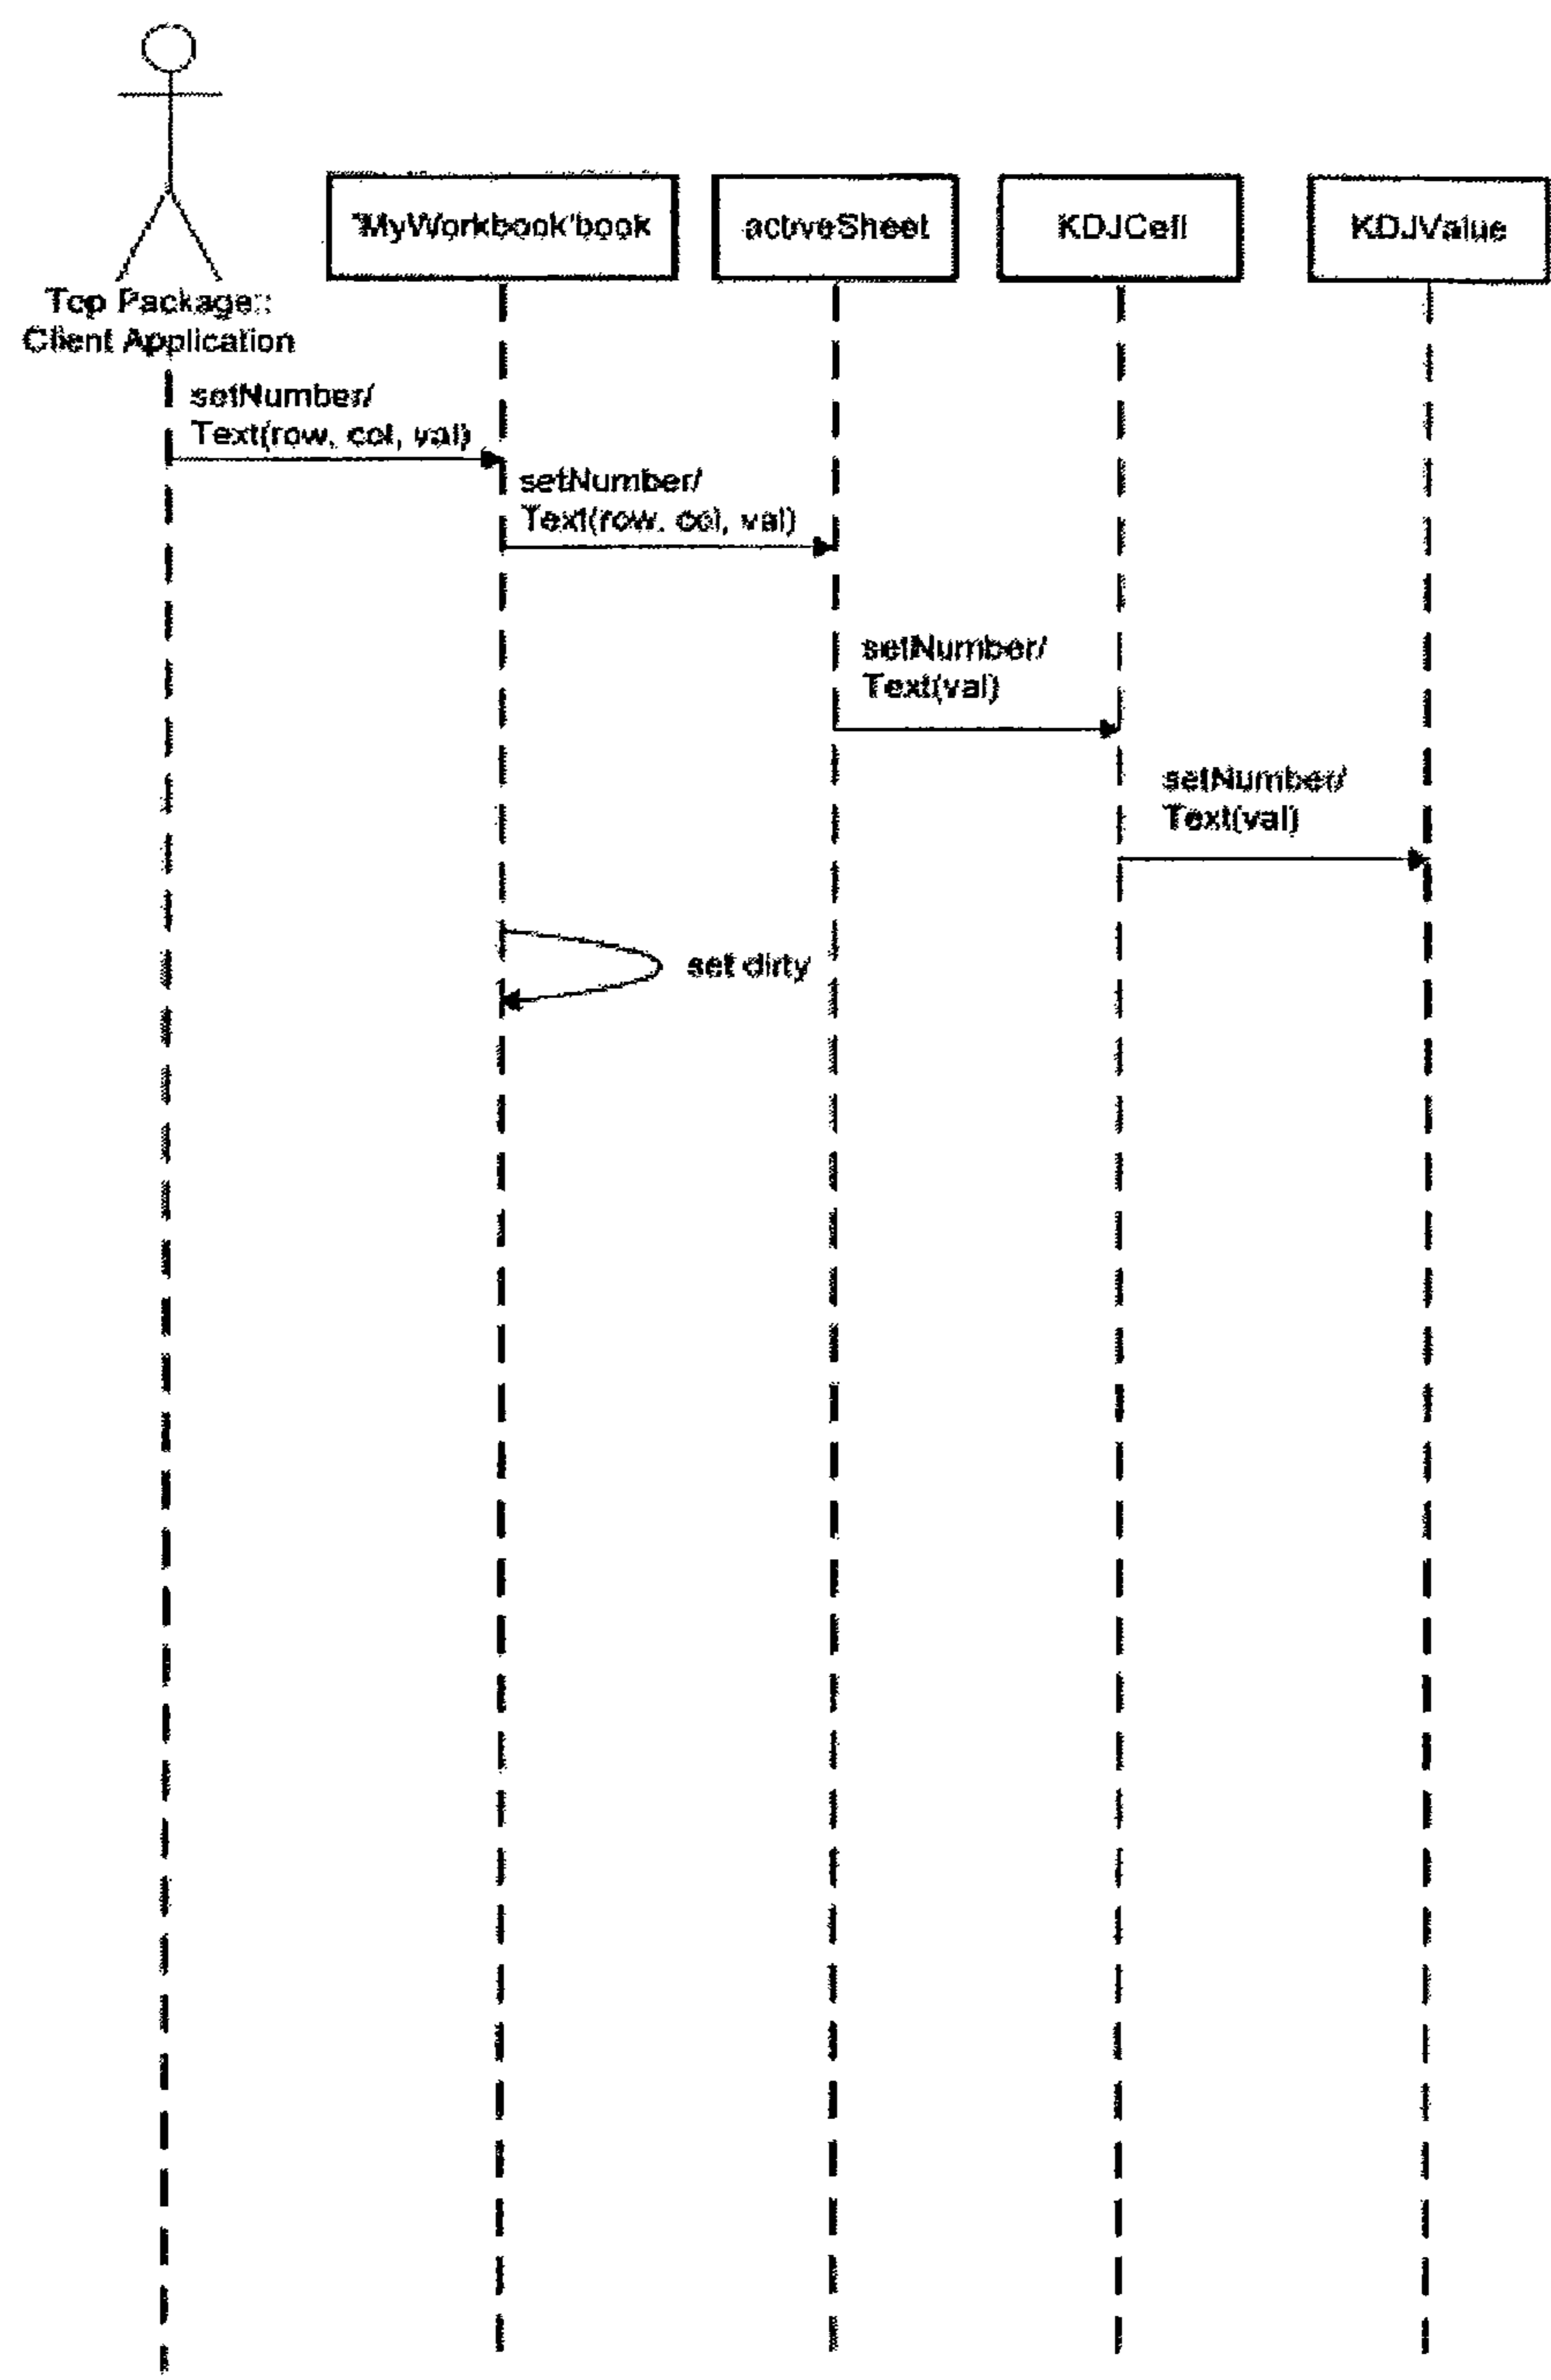 "MyWorkbook'book
activeSheet
KDJCell
KDJValue
Top Package::
Client Application
setNumber/
Text(row, col, val)
setNumber/
Text(row, col, val)
setNumber/
Text(val)
setNumber/
Text(val)
set dirty